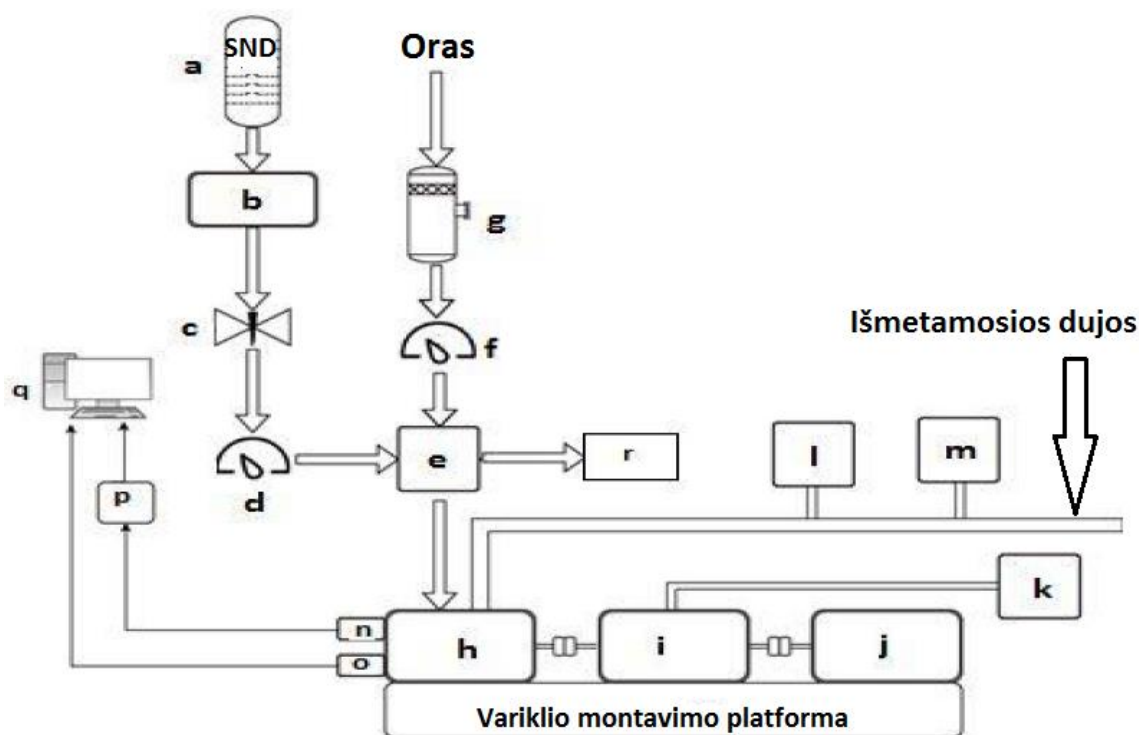 SND
a
Oras
b
g
c
f
Išmetamosios dujos
q
e
r
l
m
d
p
k
n
h
i
j
o
Variklio montavimo platforma